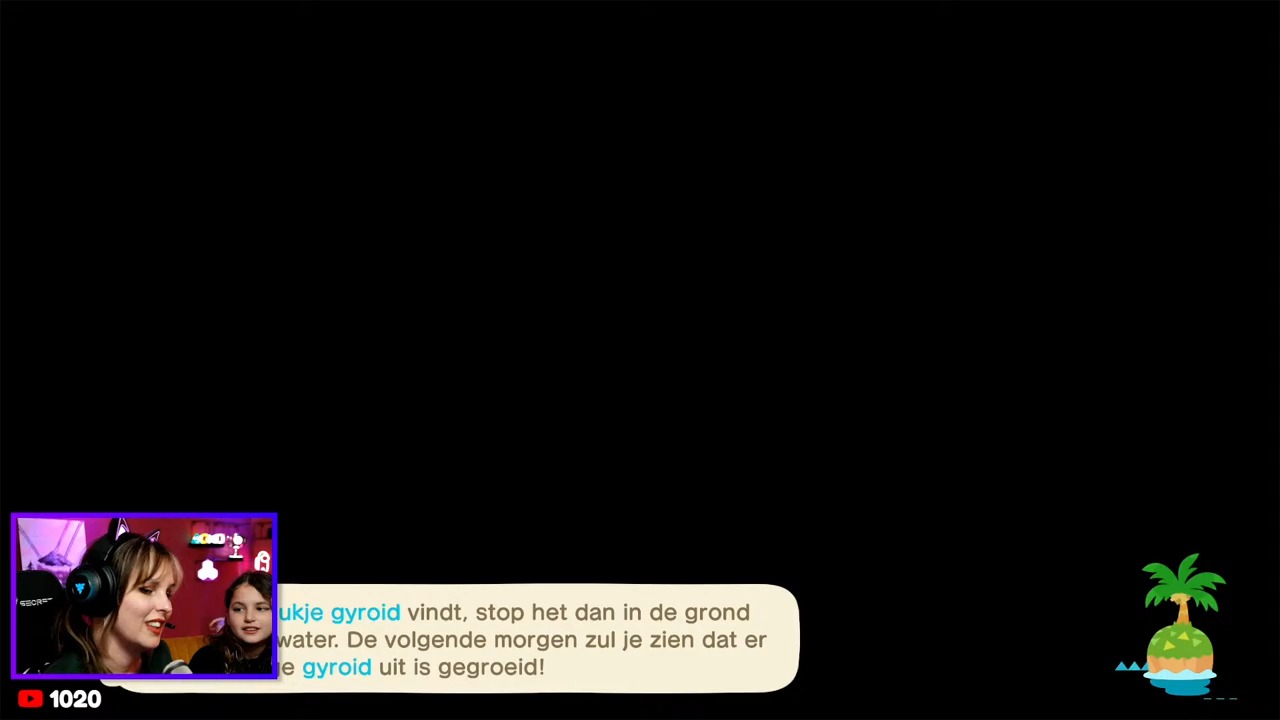 ukje gyroid vindt, stop het dan in de grond
water. De volgende morgen zul je zien dat er
gyroid uit is gegroeid!
1020